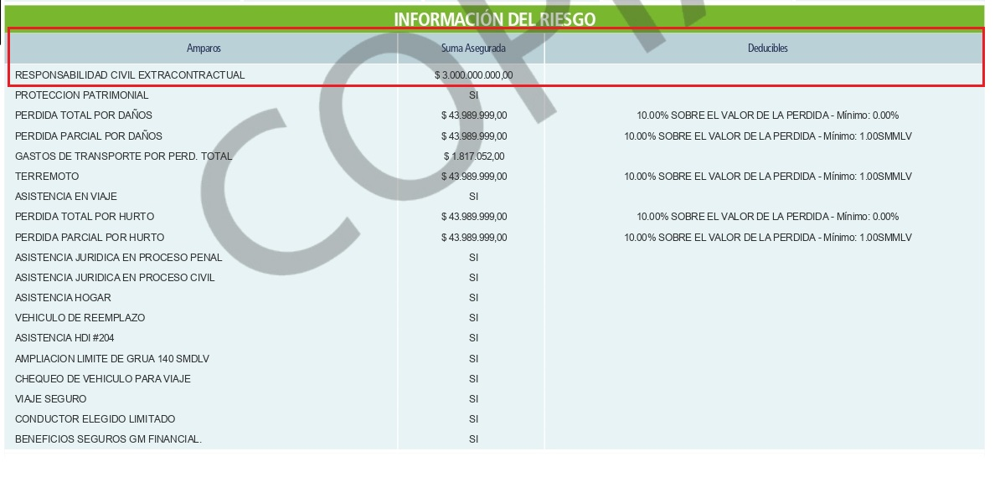 INFORMACIÓN DEL RIESGO
Amparos Suma Asegurada Deducibles
RESPONSABILIDAD CIVIL EXTRACONTRACTUAL $ 3.000.000.000,00
PROTECCION PATRIMONIAL SI
PERDIDA TOTAL POR DAÑOS $ 43.989.999,00 10.00% SOBRE EL VALOR DE LA PERDIDA - Mínimo: 0.00%
PERDIDA PARCIAL POR DAÑOS $ 43.989.999,00 10.00% SOBRE EL VALOR DE LA PERDIDA - Mínimo: 1.00SMMLV
GASTOS DE TRANSPORTE POR PERD. TOTAL $ 1.817.052,00
TERREMOTO $ 43.989.999,00 10.00% SOBRE EL VALOR DE LA PERDIDA - Mínimo: 1.00SMMLV
ASISTENCIA EN VIAJE SI
PERDIDA TOTAL POR HURTO $ 43.989.999,00 10.00% SOBRE EL VALOR DE LA PERDIDA - Mínimo: 0.00%
PERDIDA PARCIAL POR HURTO $ 43.989.999,00 10.00% SOBRE EL VALOR DE LA PERDIDA - Mínimo: 1.00SMMLV
ASISTENCIA JURIDICA EN PROCESO PENAL SI
ASISTENCIA JURIDICA EN PROCESO CIVIL SI
ASISTENCIA HOGAR SI
VEHICULO DE REEMPLAZO SI
ASISTENCIA HDI #204 SI
AMPLIACION LIMITE DE GRUA 140 SMDLV SI
CHEQUEO DE VEHICULO PARA VIAJE SI
VIAJE SEGURO SI
CONDUCTOR ELEGIDO LIMITADO SI
BENEFICIOS SEGUROS GM FINANCIAL. SI